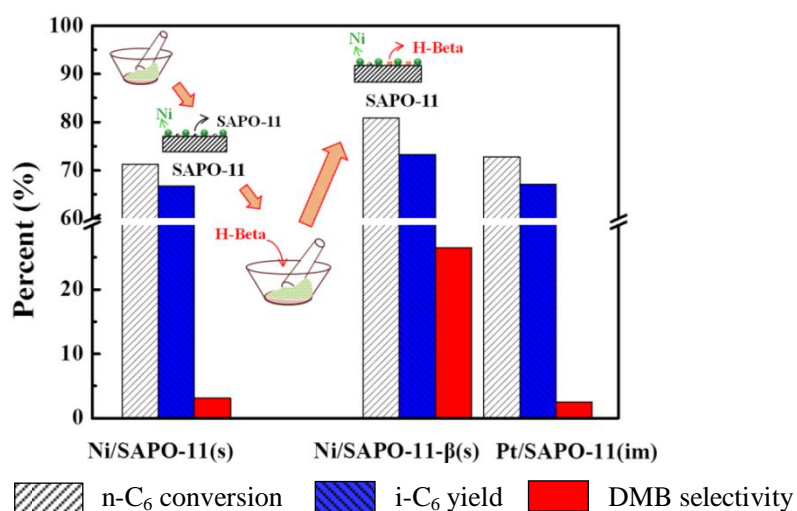 Percent (%)
100
90
80
70
60
20
10
0
Ni
SAPO-11
SAPO-11
H-Beta
Ni
H-Beta
SAPO-11
Ni/SAPO-11(s)
Ni/SAPO-11-β(s)
Pt/SAPO-11(im)
n-C₆ conversion
i-C₆ yield
DMB selectivity